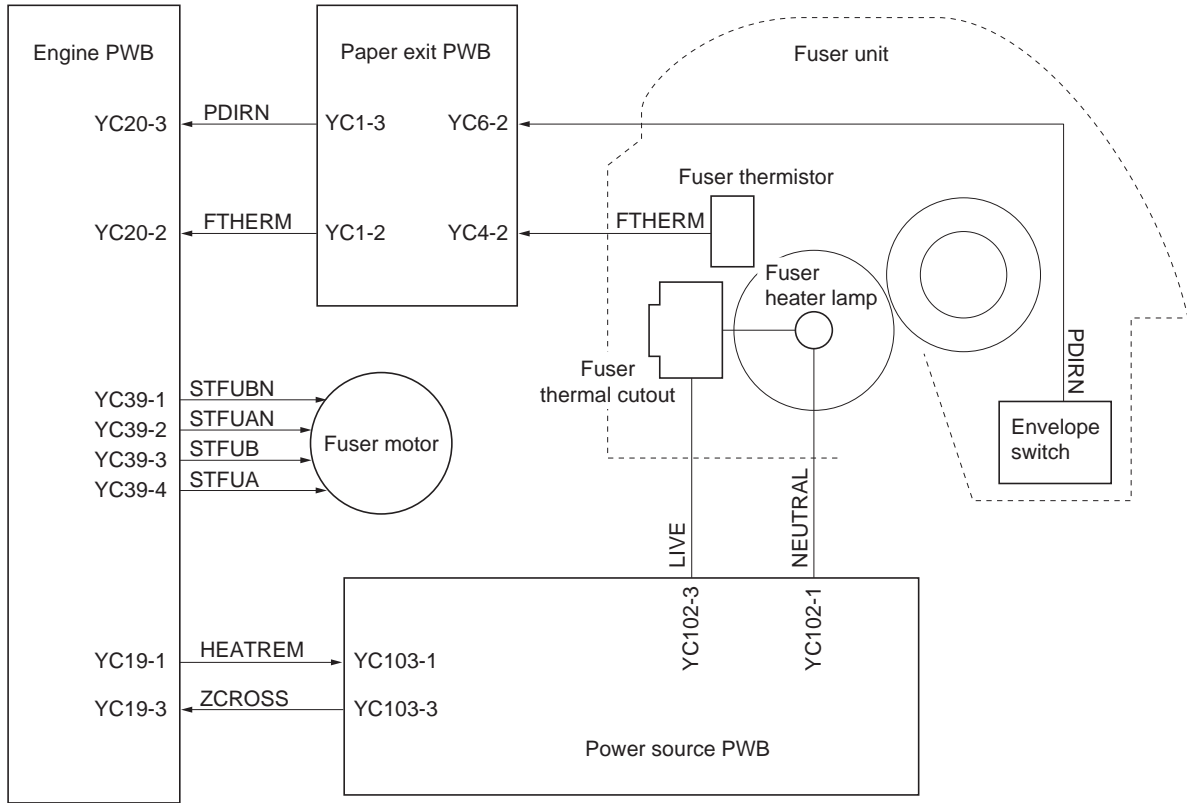 Engine PWB
Paper exit PWB
Fuser unit
YC20-3
PDIRN
YC1-3
YC6-2
Fuser thermistor
YC20-2
FTHERM
YC1-2
YC4-2
FTHERM
Fuser
heater lamp
PDIRN
Fuser
thermal cutout
YC39-1
STFUBN
YC39-2
STFUAN
YC39-3
STFUB
YC39-4
STFUA
Fuser motor
Envelope
switch
LIVE
NEUTRAL
YC102-3
YC102-1
YC19-1
HEATREM
YC103-1
YC19-3
ZCROSS
YC103-3
Power source PWB